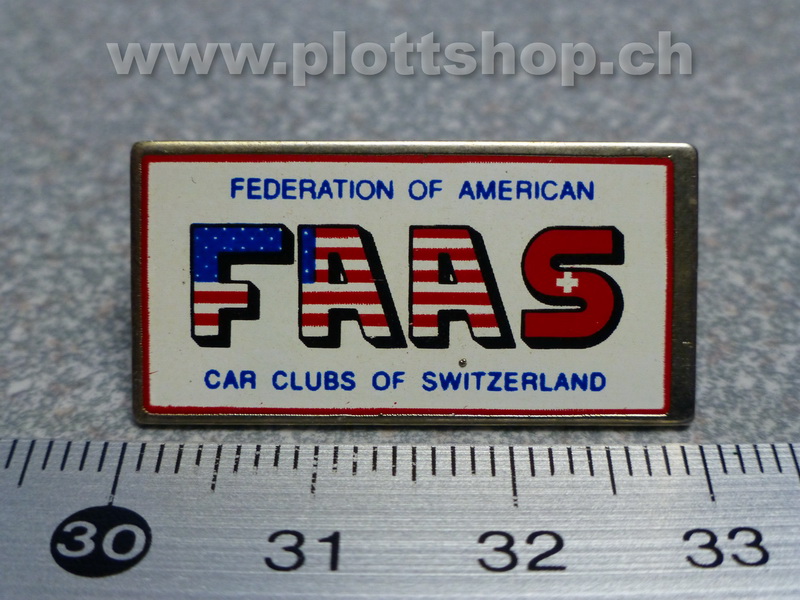 www.plottshop.ch
FEDERATION OF AMERICAN
FAAS
CAR CLUBS OF SWITZERLAND
30 31 32 33